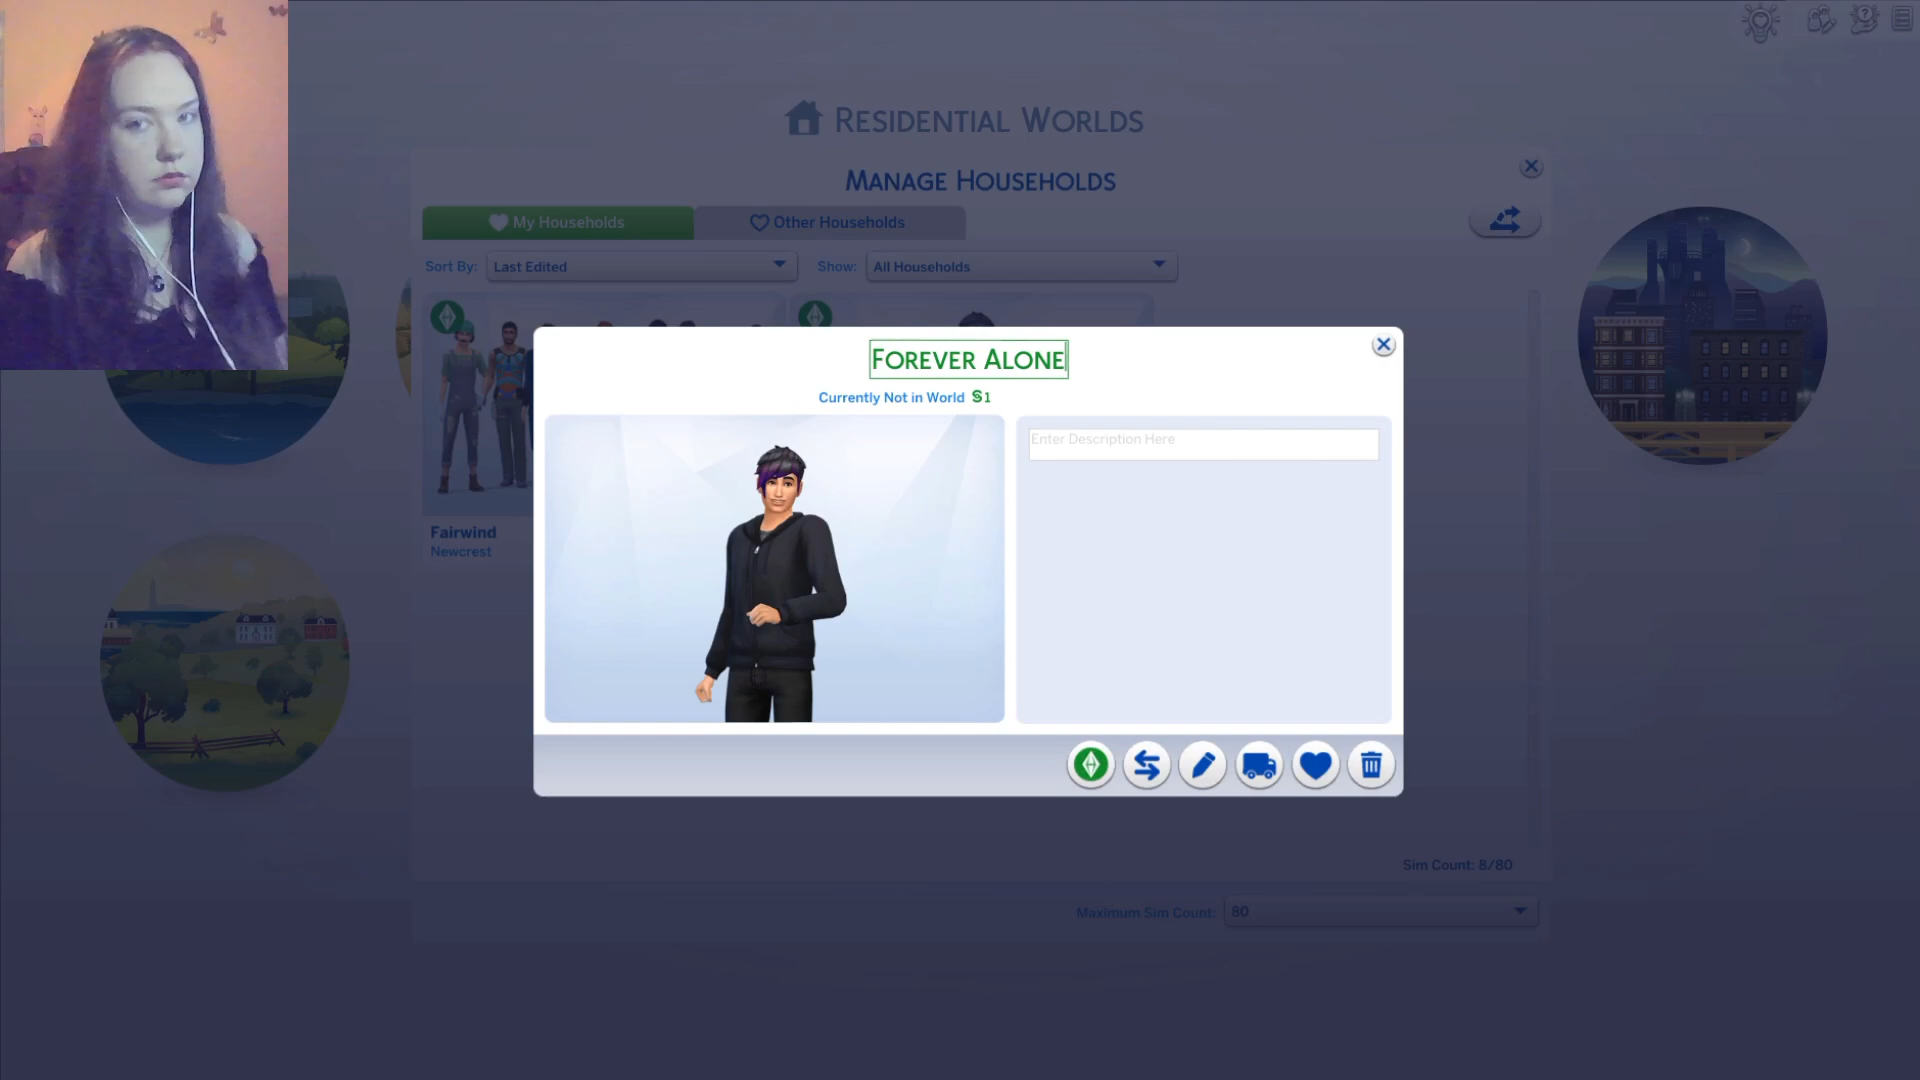 RESIDENTIAL WORLDS
MANAGE HOUSEHOLDS
My Households
Other Households
Sort By: Last Edited
Show: All Households
FOREVER ALONE
Currently Not in World §1
Enter Description Here
Fairwind
Newcrest
Sim Count: 8/80
Maximum Sim Count: 80